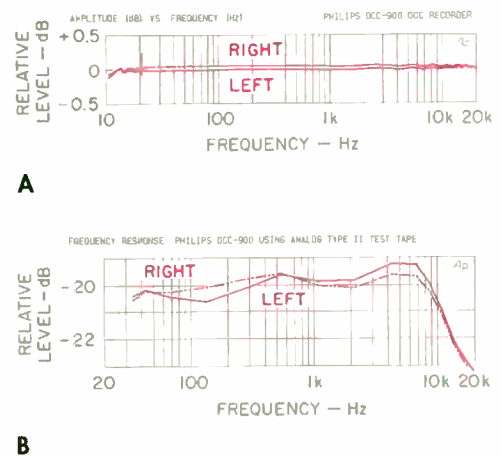 AMPLITUDE (dB) VS FREQUENCY (Hz) PHILIPS DCC-900 DCC RECORDER
RELATIVE LEVEL – dB
+0.5
0
-0.5
RIGHT
LEFT
10 100 1k 10k 20k
FREQUENCY — Hz
A
FREQUENCY RESPONSE PHILIPS DCC-900 USING ANALOG TYPE II TEST TAPE
RELATIVE LEVEL – dB
-20
-22
RIGHT
LEFT
Ap
20 100 1k 10k 20k
FREQUENCY — Hz
B